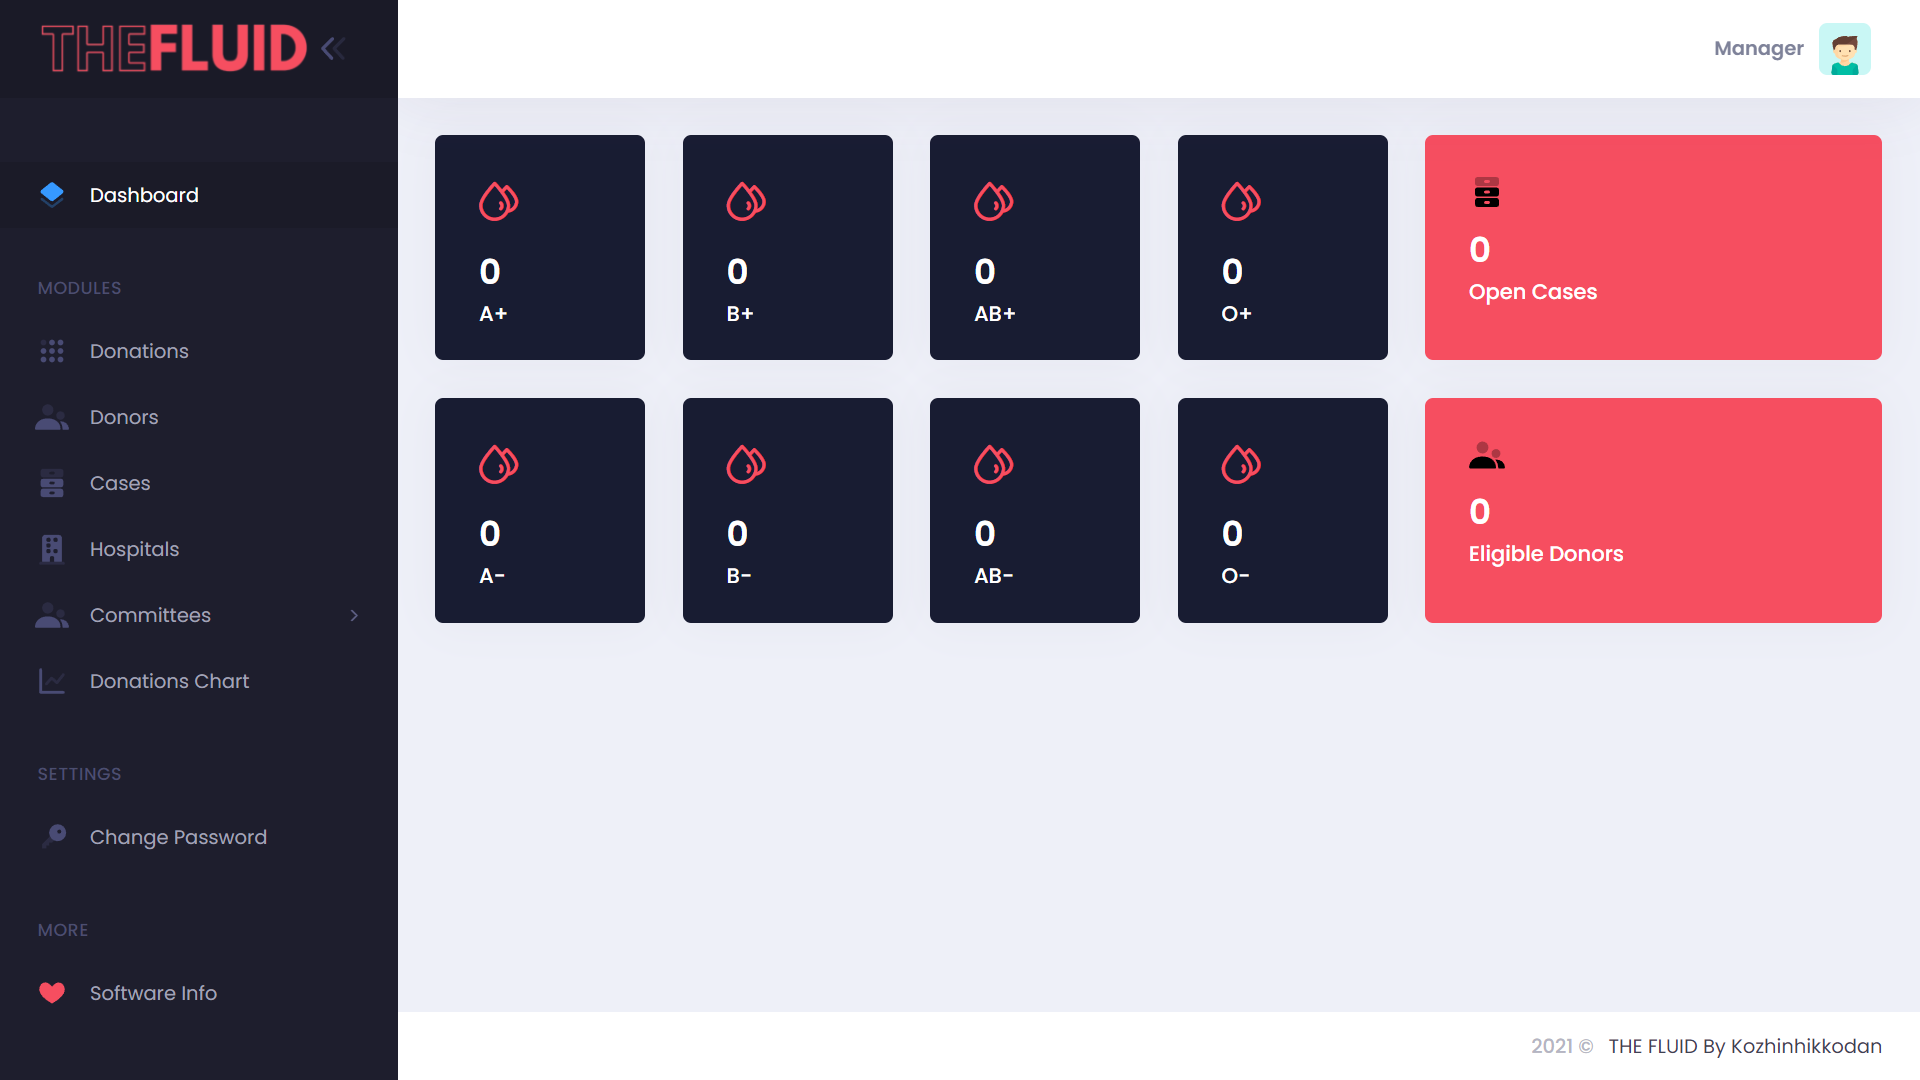 THEFLUID
Manager
Dashboard
MODULES
Donations
Donors
Cases
Hospitals
Committees
Donations Chart
SETTINGS
Change Password
MORE
Software Info
0
A+
0
B+
0
AB+
0
O+
0
Open Cases
0
A-
0
B-
0
AB-
0
O-
0
Eligible Donors
2021 © THE FLUID By Kozhinhikkodan